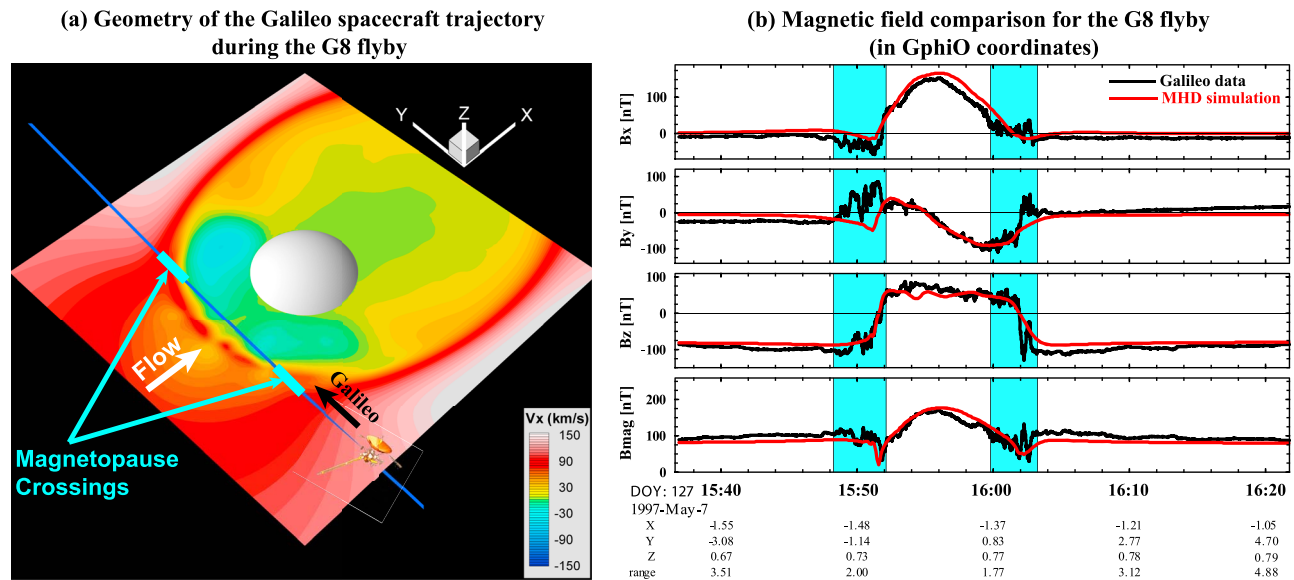 (a) Geometry of the Galileo spacecraft trajectory
during the G8 flyby
Y
Z
X
Flow
Galileo
Magnetopause
Crossings
Vx (km/s)
150
90
30
-30
-90
-150
(b) Magnetic field comparison for the G8 flyby
(in GphiO coordinates)
Galileo data
MHD simulation
Bx [nT]
100
0
By [nT]
100
0
-100
Bz [nT]
100
0
-100
Bmag [nT]
200
100
0
DOY: 127 15:40 15:50 16:00 16:10 16:20
1997-May-7
X -1.55 -1.48 -1.37 -1.21 -1.05
Y -3.08 -1.14 0.83 2.77 4.70
Z 0.67 0.73 0.77 0.78 0.79
range 3.51 2.00 1.77 3.12 4.88